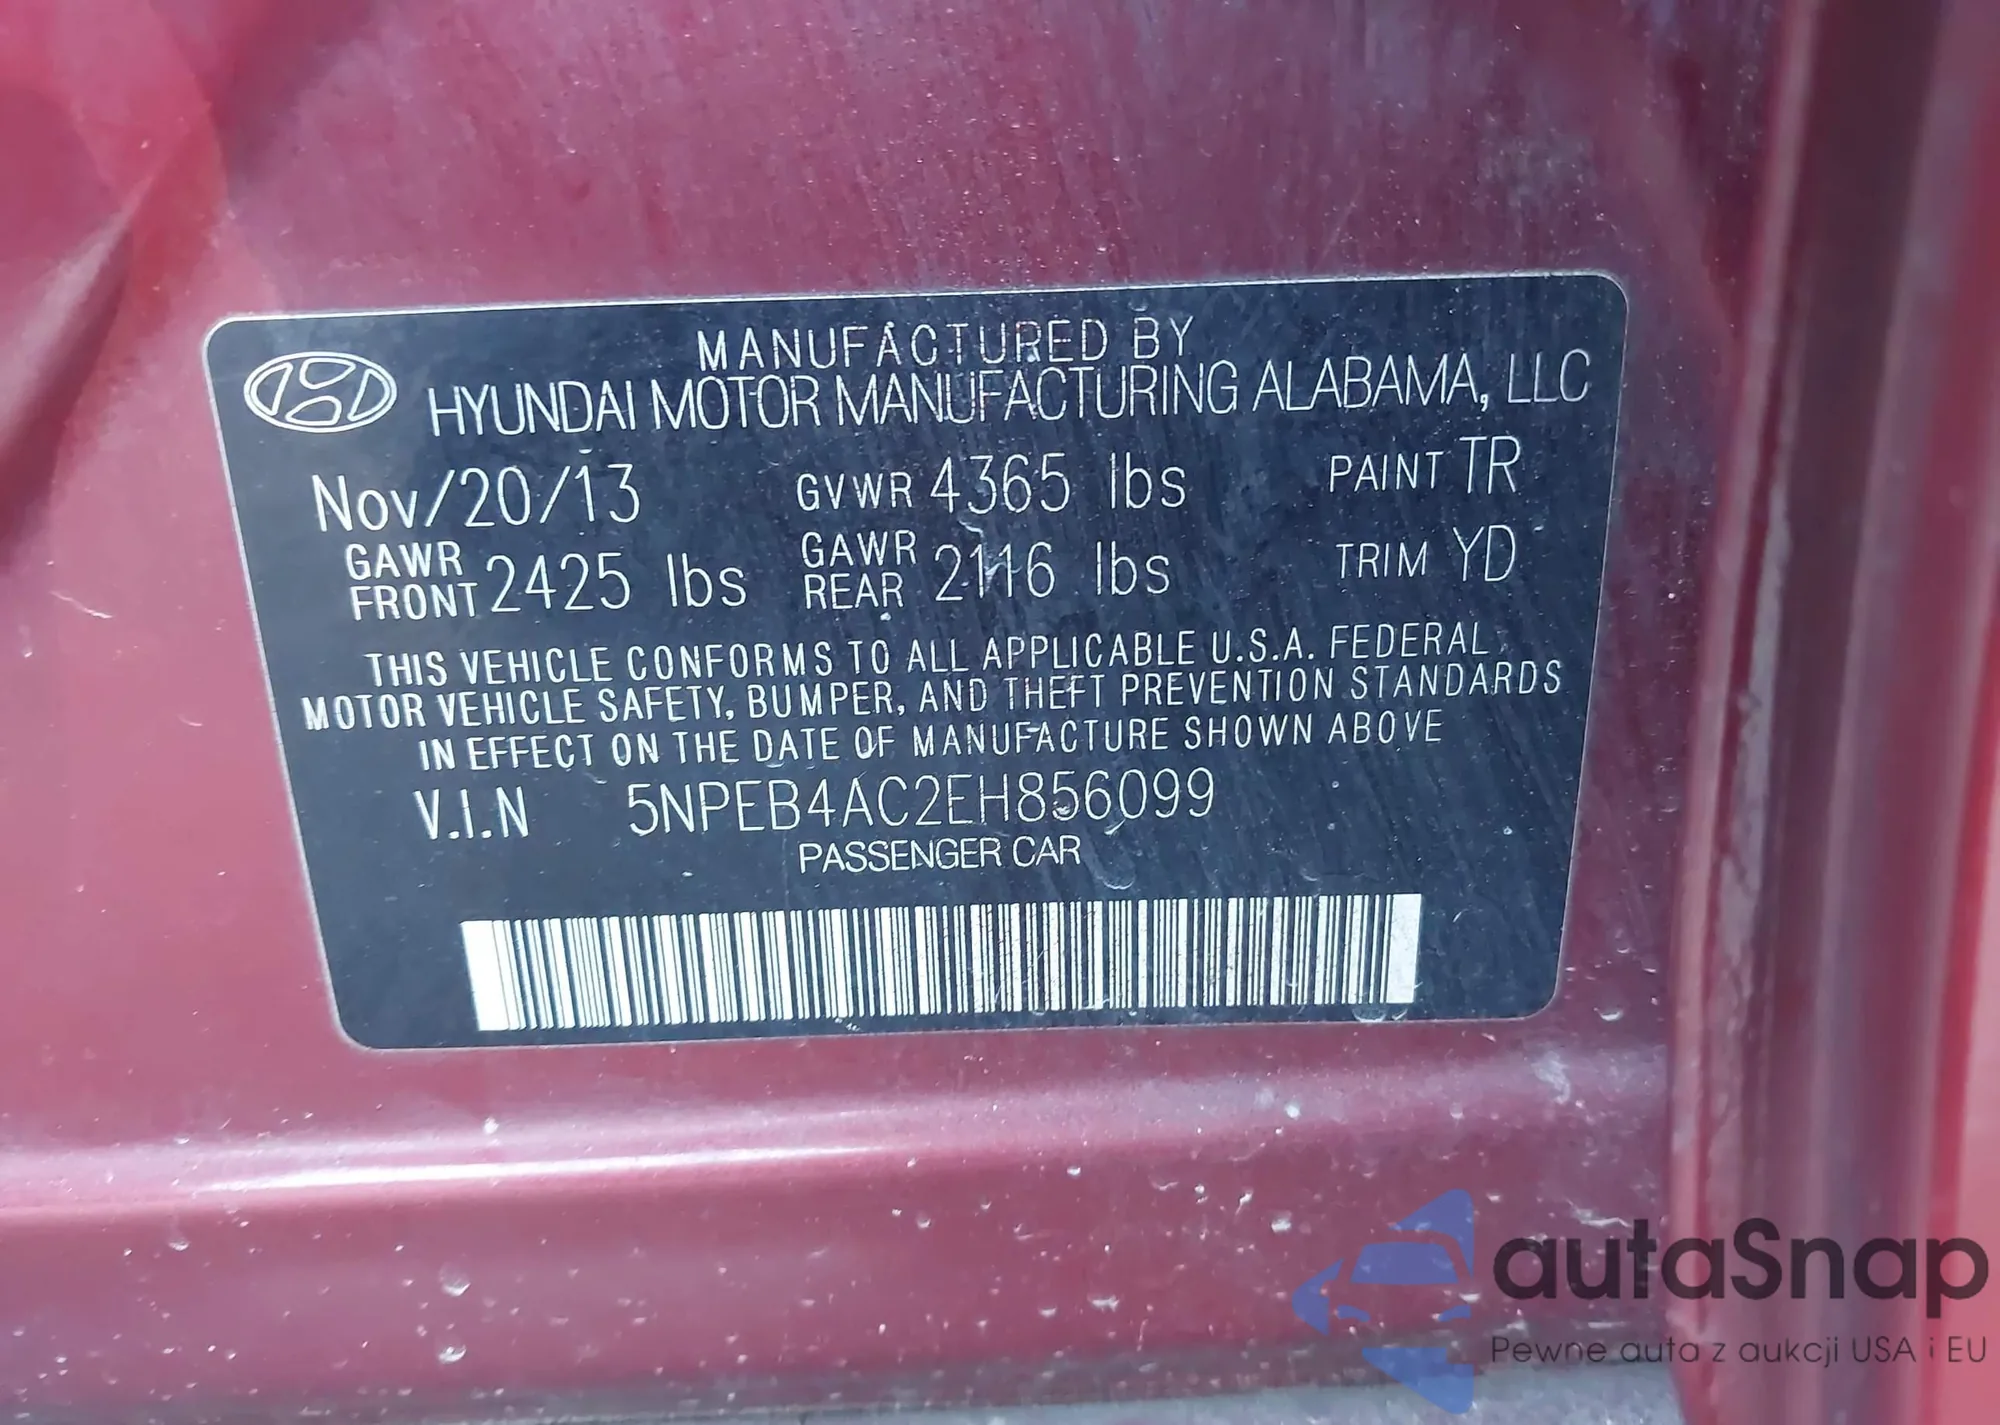 MANUFACTURED BY
HYUNDAI MOTOR MANUFACTURING ALABAMA, LLC
Nov/20/13 GVWR 4365 lbs PAINT TR
GAWR FRONT 2425 lbs GAWR REAR 2116 lbs TRIM YD
THIS VEHICLE CONFORMS TO ALL APPLICABLE U.S.A. FEDERAL
MOTOR VEHICLE SAFETY, BUMPER, AND THEFT PREVENTION STANDARDS
IN EFFECT ON THE DATE OF MANUFACTURE SHOWN ABOVE
V.I.N 5NPEB4AC2EH856099
PASSENGER CAR
autaSnap
Pewne auta z aukcji USA i EU